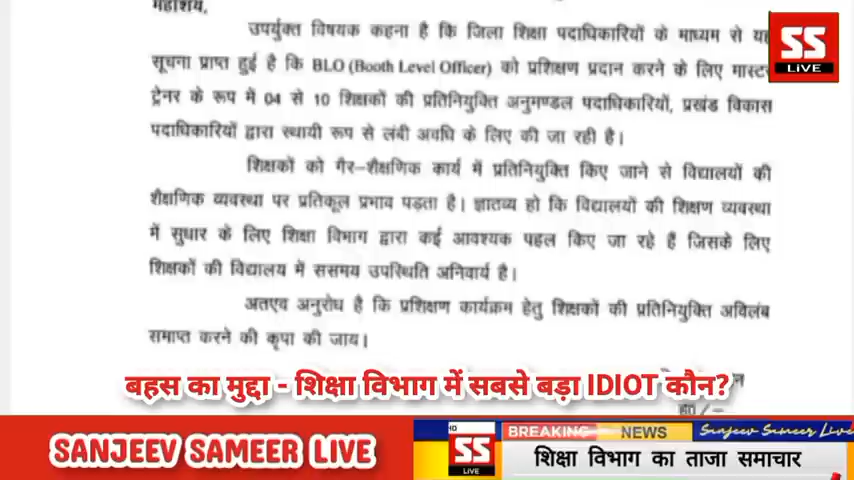 महाशय,
उपर्युक्त विषयक कहना है कि जिला शिक्षा पदाधिकारियों के माध्यम से यह
सूचना प्राप्त हुई है कि BLO (Booth Level Officer) को प्रशिक्षण प्रदान करने के लिए मास्टर
ट्रेनर के रूप में 04 से 10 शिक्षकों की प्रतिनियुक्ति अनुमण्डल पदाधिकारियों, प्रखंड विकास
पदाधिकारियों द्वारा स्थायी रूप से लंबी अवधि के लिए की जा रही है।
शिक्षकों को गैर-शैक्षणिक कार्य में प्रतिनियुक्ति किए जाने से विद्यालयों की
शैक्षणिक व्यवस्था पर प्रतिकूल प्रभाव पड़ता है। ज्ञातव्य हो कि विद्यालयों की शिक्षण व्यवस्था
में सुधार के लिए शिक्षा विभाग द्वारा कई आवश्यक पहल किए जा रहे हैं जिसके लिए
शिक्षकों की विद्यालय में ससमय उपस्थिति अनिवार्य है।
अतएव अनुरोध है कि प्रशिक्षण कार्यक्रम हेतु शिक्षकों की प्रतिनियुक्ति अविलंब
समाप्त करने की कृपा की जाय।
SS
LIVE
बहस का मुद्दा - शिक्षा विभाग में सबसे बड़ा IDIOT कौन?
ह0/-
SANJEEV SAMEER LIVE
HD
SS
LIVE
BREAKING NEWS
Sanjeev Sameer Live
शिक्षा विभाग का ताजा समाचार